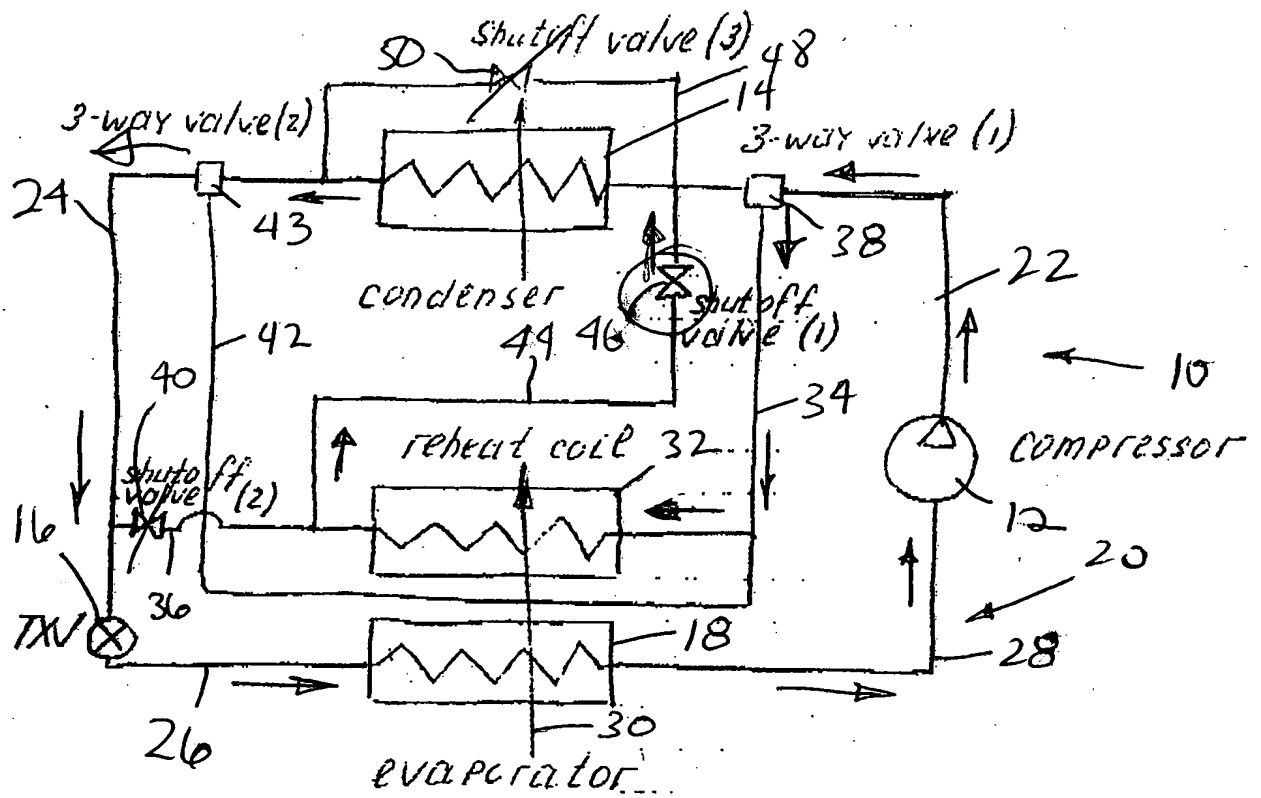 shutoff valve (3)
50
48
14
3-way valve (2)
3-way valve (1)
24
43
38
22
condenser
shutoff
valve (1)
46
44
42
10
40
34
reheat coil
32
compressor
shutoff
valve (2)
16
12
20
36
TXV
18
28
26
30
evaporator